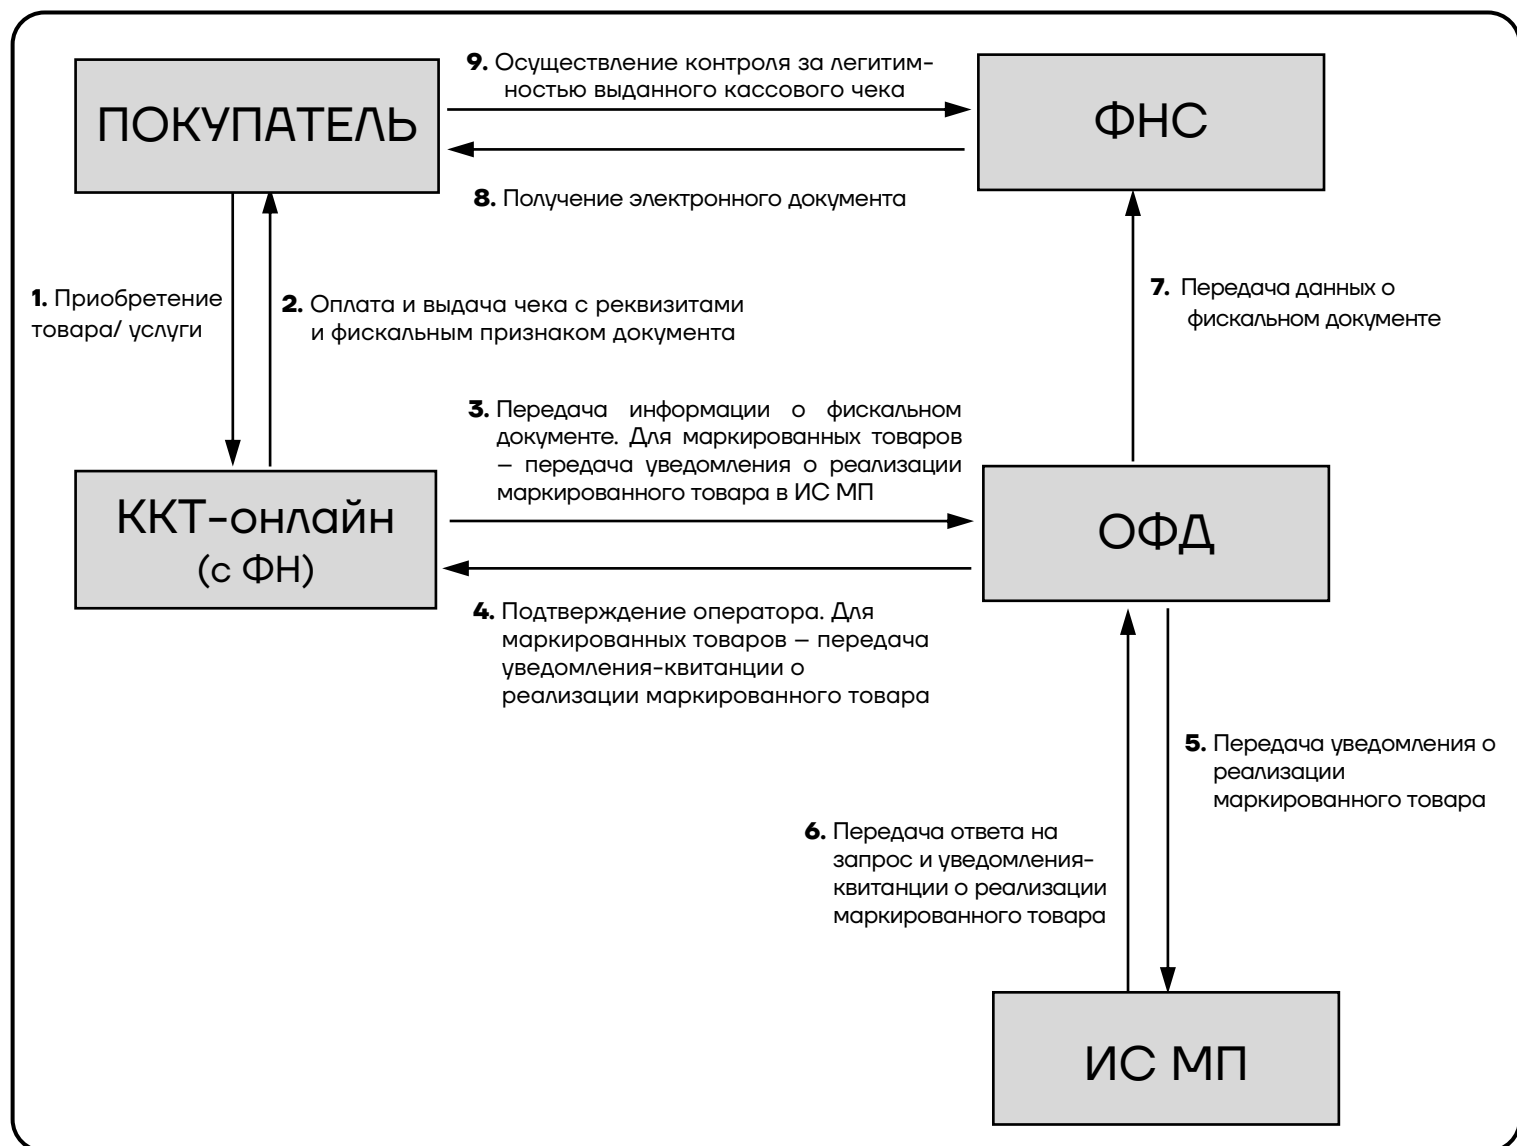 9. Осуществление контроля за легитим-
ностью выданного кассового чека
ПОКУПАТЕЛЬ
ФНС
8. Получение электронного документа
1. Приобретение
товара/ услуги
2. Оплата и выдача чека с реквизитами
и фискальным признаком документа
7. Передача данных о
фискальном документе
3. Передача информации о фискальном
документе. Для маркированных товаров
– передача уведомления о реализации
маркированного товара в ИС МП
ККТ-онлайн
(с ФН)
ОФД
4. Подтверждение оператора. Для
маркированных товаров – передача
уведомления-квитанции о
реализации маркированного товара
5. Передача уведомления о
реализации
маркированного товара
6. Передача ответа на
запрос и уведомления-
квитанции о реализации
маркированного товара
ИС МП